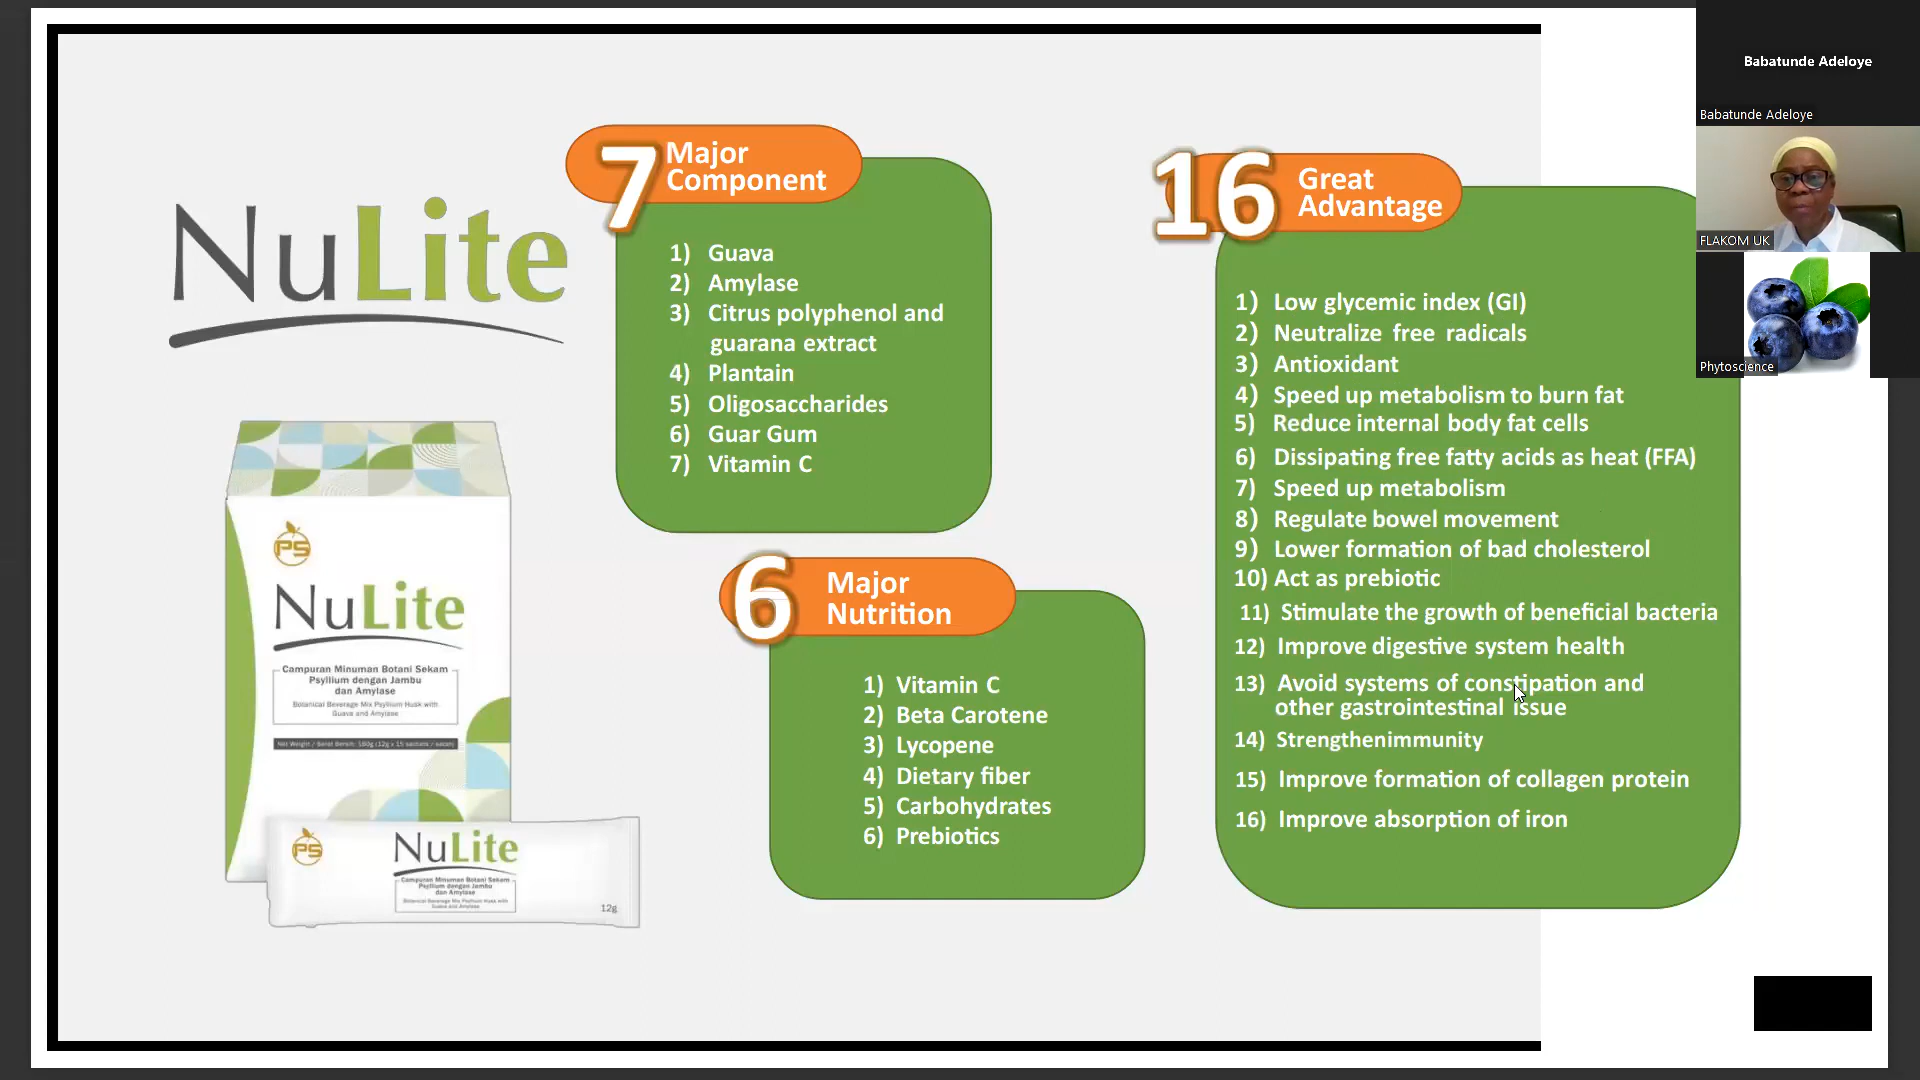 NuLite
7 Major
Component
1) Guava
2) Amylase
3) Citrus polyphenol and
guarana extract
4) Plantain
5) Oligosaccharides
6) Guar Gum
7) Vitamin C
6 Major
Nutrition
1) Vitamin C
2) Beta Carotene
3) Lycopene
4) Dietary fiber
5) Carbohydrates
6) Prebiotics
16 Great
Advantage
1) Low glycemic index (GI)
2) Neutralize free radicals
3) Antioxidant
4) Speed up metabolism to burn fat
5) Reduce internal body fat cells
6) Dissipating free fatty acids as heat (FFA)
7) Speed up metabolism
8) Regulate bowel movement
9) Lower formation of bad cholesterol
10) Act as prebiotic
11) Stimulate the growth of beneficial bacteria
12) Improve digestive system health
13) Avoid systems of constipation and
other gastrointestinal issue
14) Strengthenimmunity
15) Improve formation of collagen protein
16) Improve absorption of iron
PS
NuLite
Campuran Minuman Botani Sekam
Psyllium dengan Jambu
dan Amylase
Botanical Beverage Mix Psyllium Husk with
Guava and Amylase
Net Weight / Berat Bersih: 180g (12g x 15 sachets / sacet)
PS
NuLite
Campuran Minuman Botani Sekam
Psyllium dengan Jambu
dan Amylase
Botanical Beverage Mix Psyllium Husk with
Guava and Amylase
12g
Babatunde Adeloye
Babatunde Adeloye
FLAKOM UK
Phytoscience